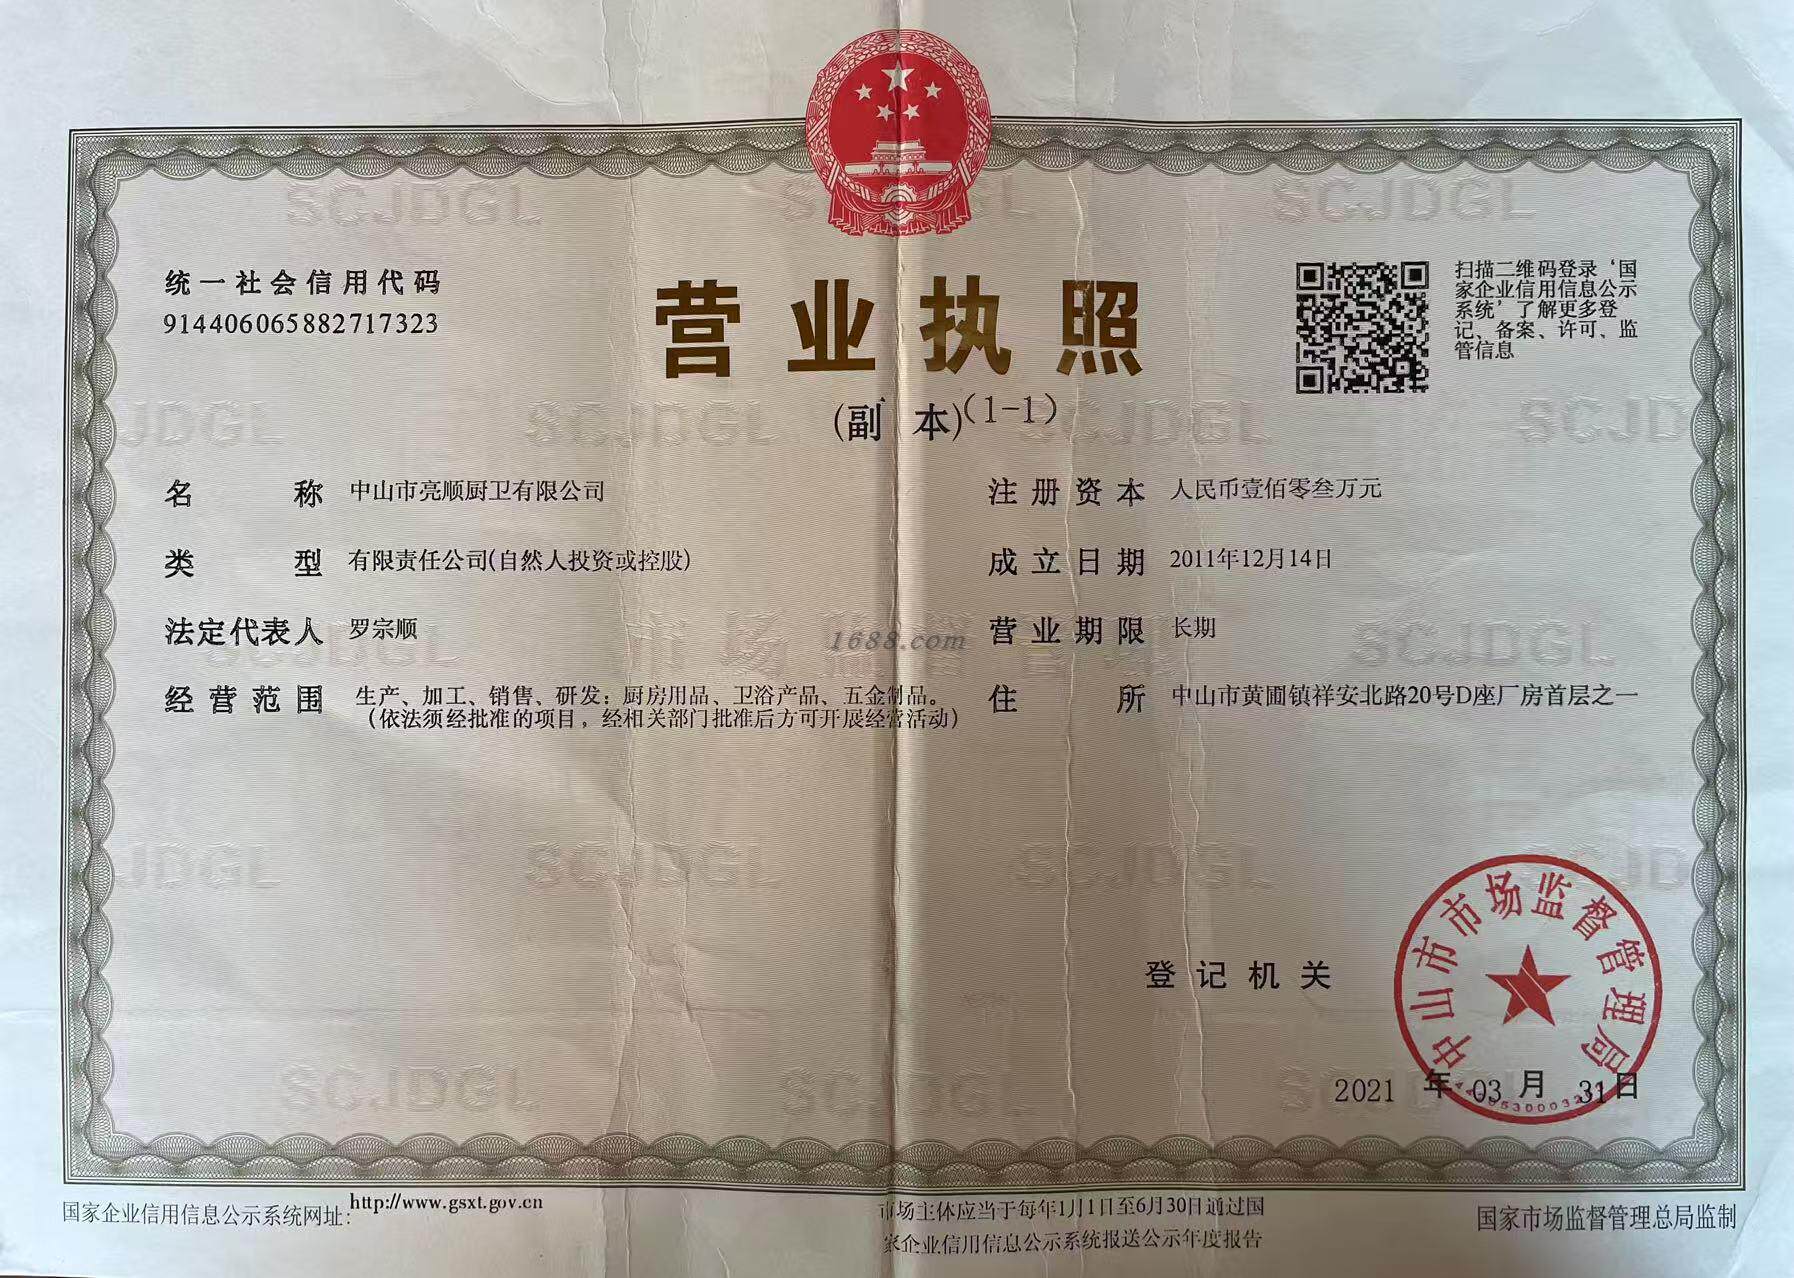 统一社会信用代码
914406065882717323
营业执照
(副 本)(1-1)
扫描二维码登录‘国
家企业信用信息公示
系统’了解更多登
记、备案、许可、监
管信息
名称 中山市亮顺厨卫有限公司
类型 有限责任公司(自然人投资或控股)
法定代表人 罗宗顺
经营范围 生产、加工、销售、研发：厨房用品、卫浴产品、五金制品。
（依法须经批准的项目，经相关部门批准后方可开展经营活动）
注册资本 人民币壹佰零叁万元
成立日期 2011年12月14日
营业期限 长期
住所 中山市黄圃镇祥安北路20号D座厂房首层之一
1688.com
SCJDGL
市场监督管理
登记机关
中山市市场监督管理局
2021 年 03 月 31 日
国家企业信用信息公示系统网址：http://www.gsxt.gov.cn
市场主体应当于每年1月1日至6月30日通过国
家企业信用信息公示系统报送公示年度报告
国家市场监督管理总局监制